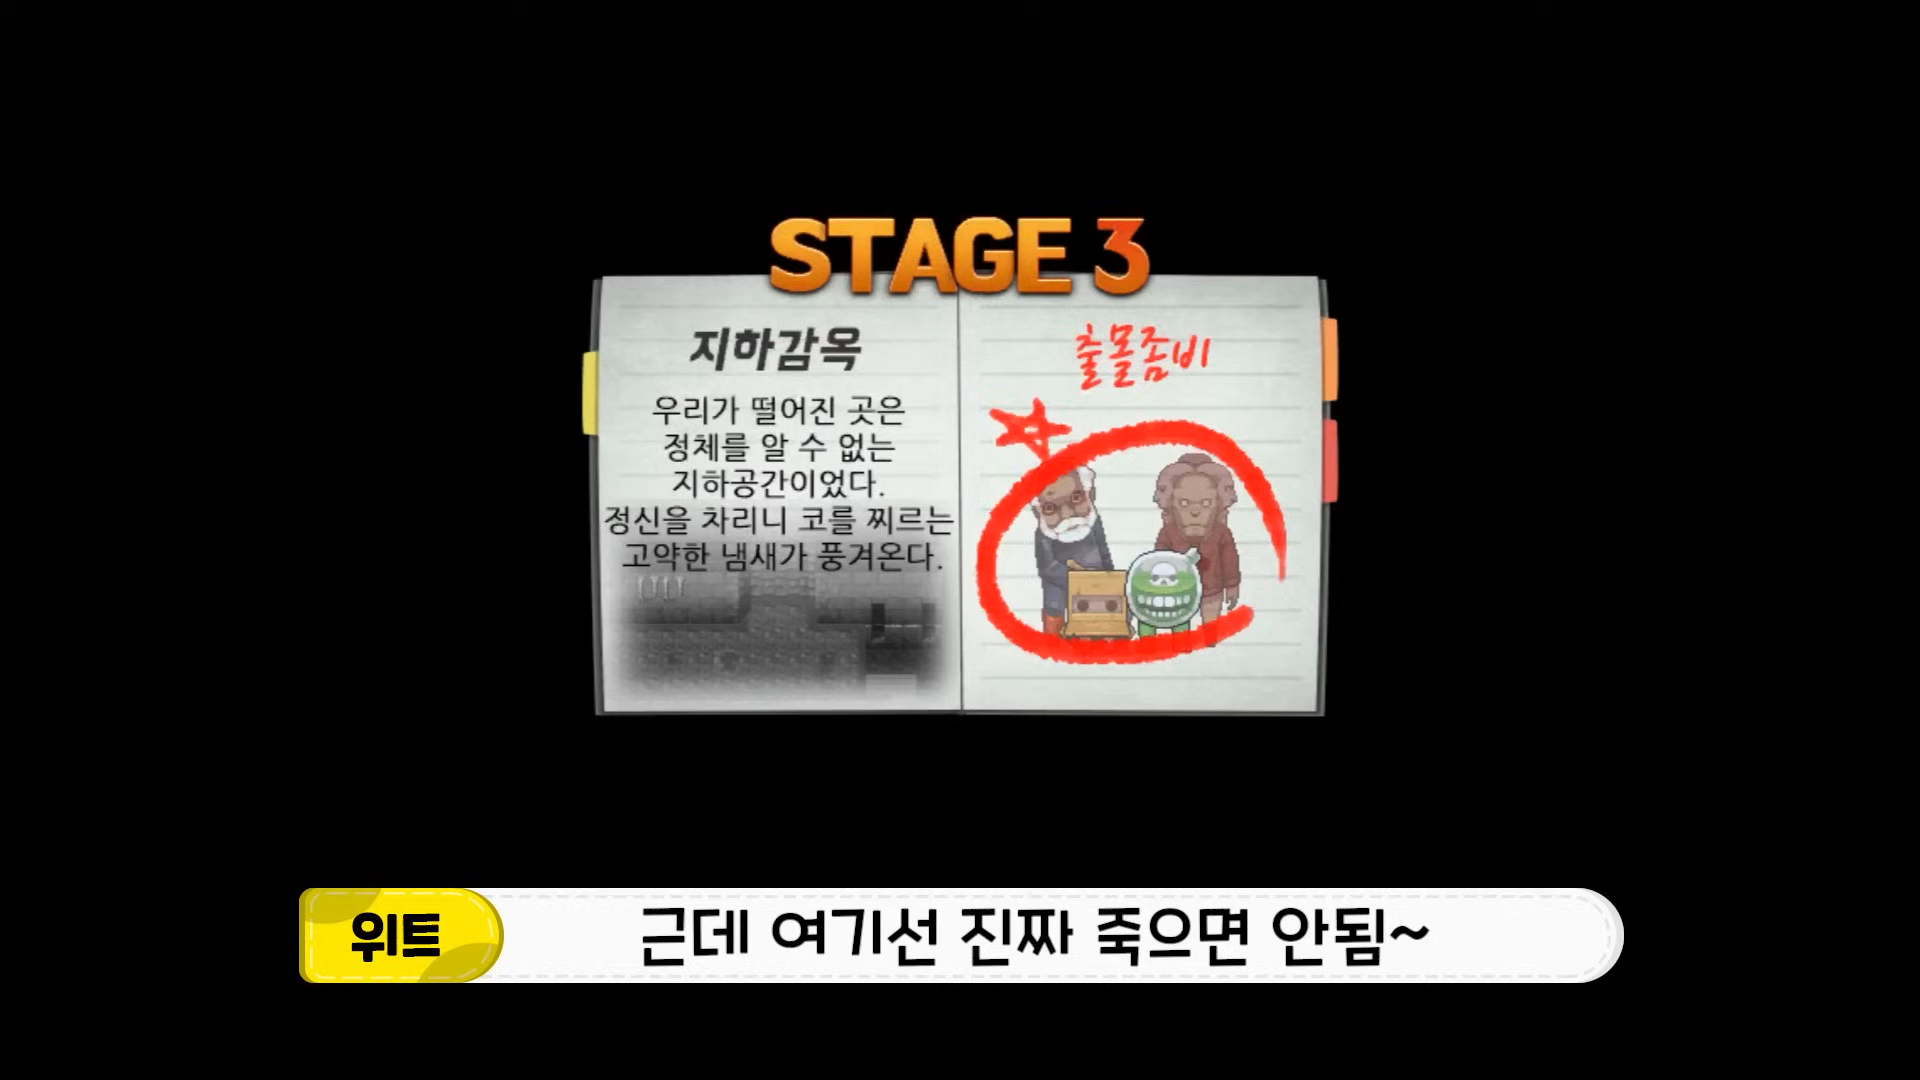 STAGE 3
지하감옥
우리가 떨어진 곳은
정체를 알 수 없는
지하공간이었다.
정신을 차리니 코를 찌르는
고약한 냄새가 풍겨온다.
출몰좀비
위트
근데 여기선 진짜 죽으면 안됨~